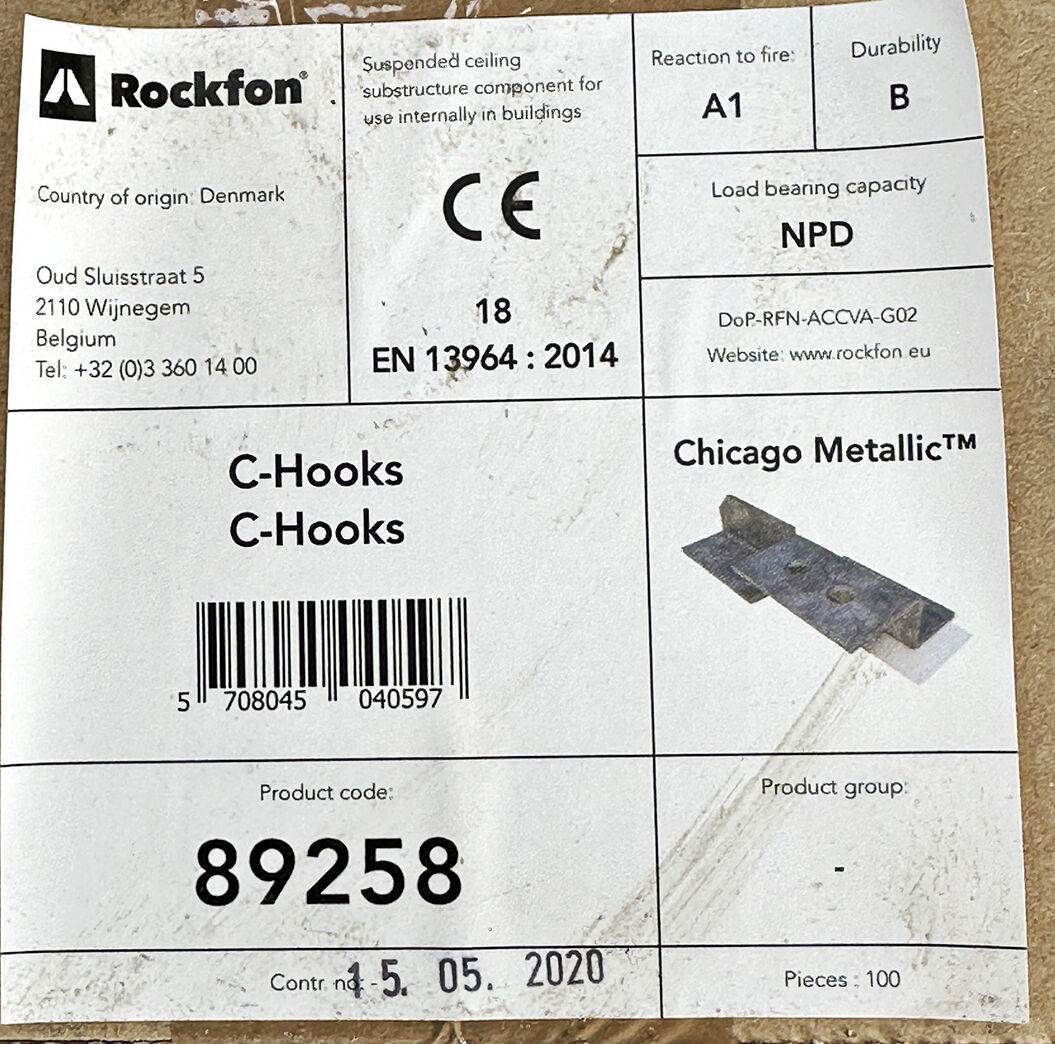 Rockfon®
Country of origin: Denmark
Oud Sluisstraat 5
2110 Wijnegem
Belgium
Tel: +32 (0)3 360 14 00
Suspended ceiling
substructure component for
use internally in buildings
CE
18
EN 13964 : 2014
Reaction to fire:
A1
Durability
B
Load bearing capacity
NPD
DoP-RFN-ACCVA-G02
Website: www.rockfon.eu
C-Hooks
C-Hooks
5 708045 040597
Chicago Metallic™
Product code:
89258
Product group:
-
Contr no: -
15. 05. 2020
Pieces : 100